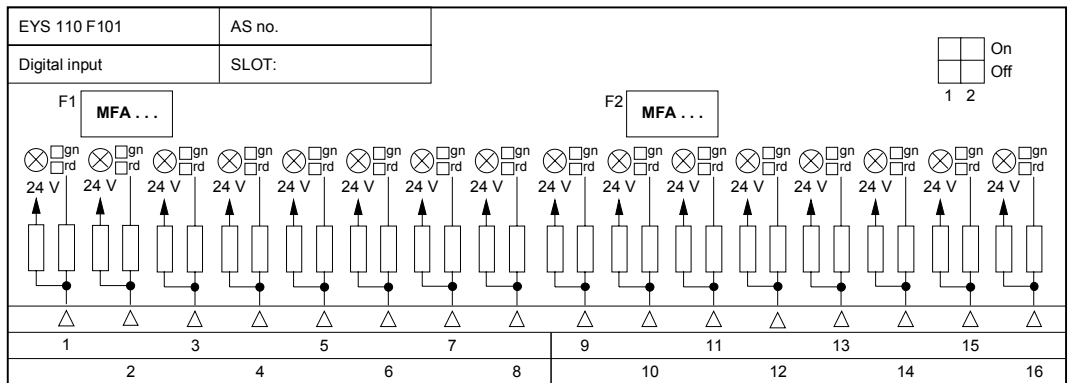 EYS 110 F101 AS no.
Digital input SLOT:
On
Off
1 2
F1 MFA . . . F2 MFA . . .
gn gn gn gn gn gn gn gn gn gn gn gn gn gn gn gn
rd rd rd rd rd rd rd rd rd rd rd rd rd rd rd rd
24 V 24 V 24 V 24 V 24 V 24 V 24 V 24 V 24 V 24 V 24 V 24 V 24 V 24 V 24 V 24 V
1 3 5 7 9 11 13 15
2 4 6 8 10 12 14 16